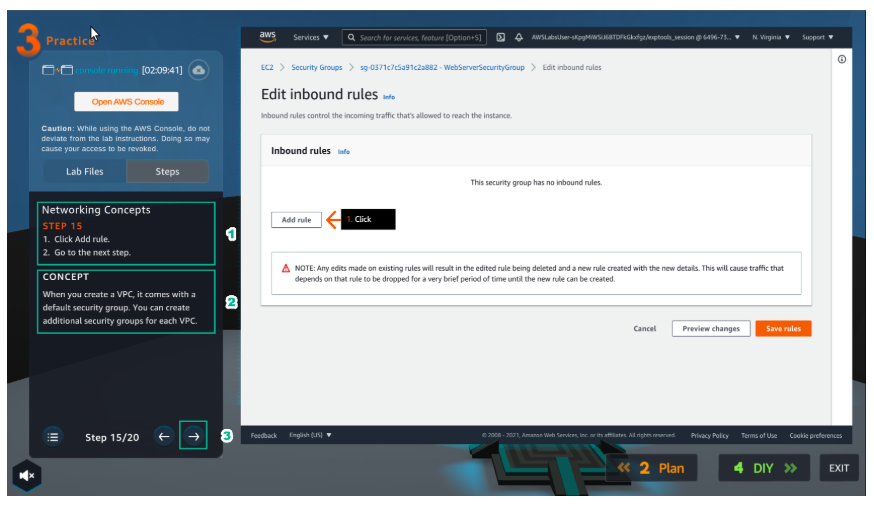 3 Practice
console running [02:09:41]
Open AWS Console
Caution: While using the AWS Console, do not
deviate from the lab instructions. Doing so may
cause your access to be revoked.
Lab Files Steps
Networking Concepts
STEP 15
1. Click Add rule.
2. Go to the next step.
1
CONCEPT
When you create a VPC, it comes with a
default security group. You can create
additional security groups for each VPC.
2
Step 15/20
3
aws Services ▼ Search for services, feature [Option+S] N. Virginia ▼ Support ▼
EC2 > Security Groups > sg-0371c7c5a91c2a882 - WebServerSecurityGroup > Edit inbound rules
Edit inbound rules Info
Inbound rules control the incoming traffic that's allowed to reach the instance.
Inbound rules Info
This security group has no inbound rules.
Add rule 1. Click
NOTE: Any edits made on existing rules will result in the edited rule being deleted and a new rule created with the new details. This will cause traffic that
depends on that rule to be dropped for a very brief period of time until the new rule can be created.
Cancel Preview changes Save rules
Feedback English (US) ▼ © 2008 - 2021, Amazon Web Services, Inc. or its affiliates. All rights reserved. Privacy Policy Terms of Use Cookie preferences
« 2 Plan 4 DIY » EXIT